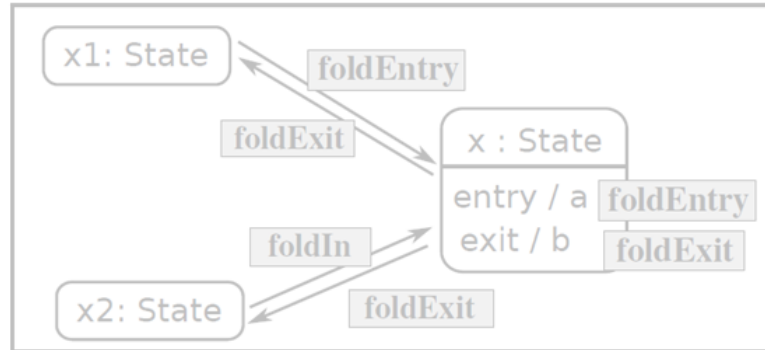 x1: State
foldEntry
foldExit
x : State
entry / a
foldEntry
exit / b
foldExit
foldIn
x2: State
foldExit